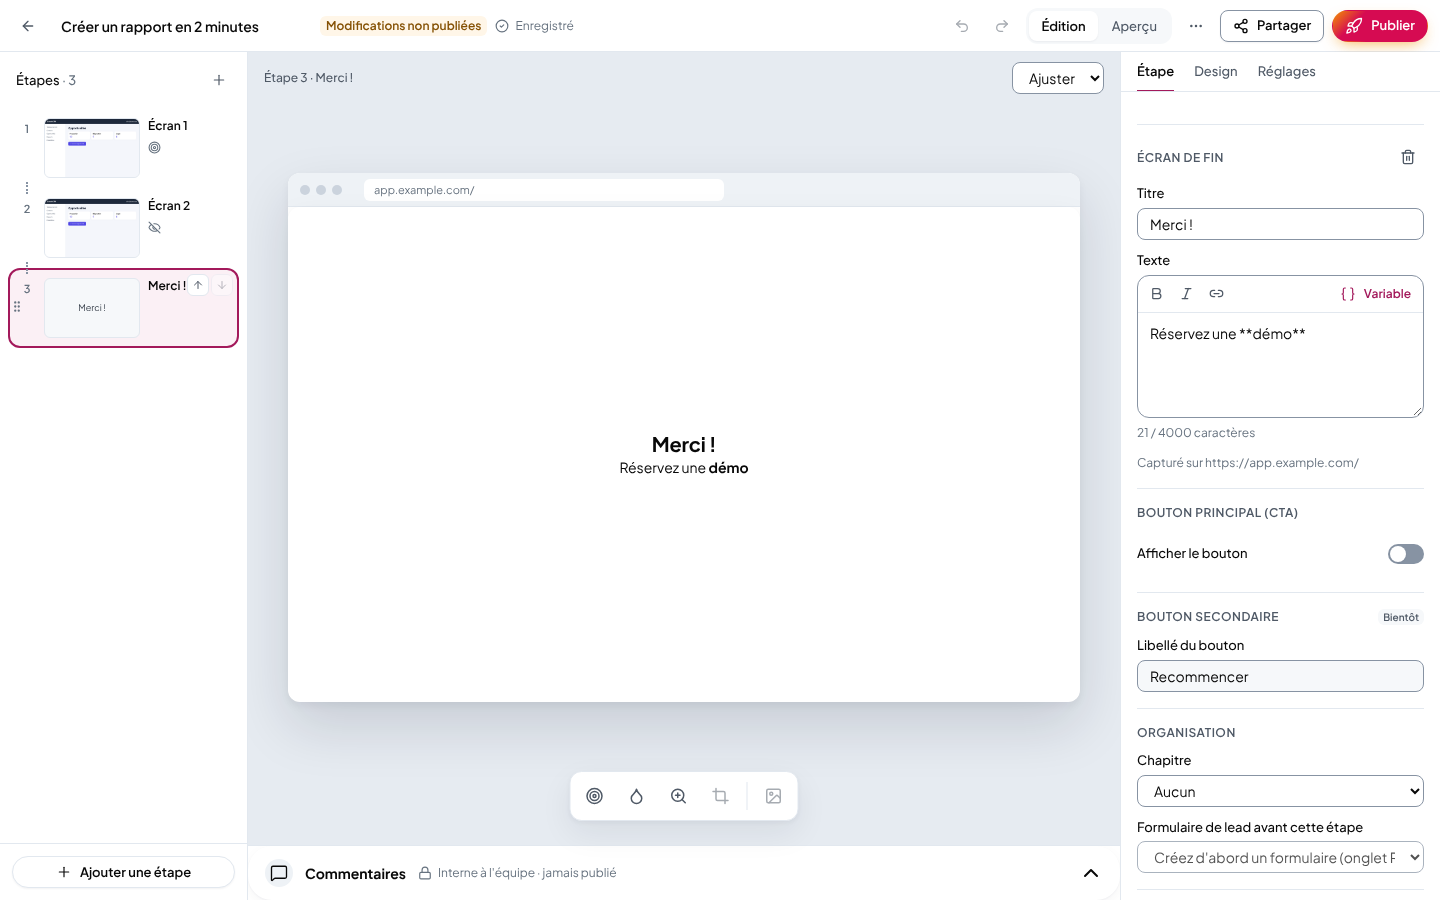 Créer un rapport en 2 minutes
Modifications non publiées
Enregistré
Édition
Aperçu
Partager
Publier
Étapes · 3
1
Écran 1
2
Écran 2
3
Merci !
Merci !
Ajouter une étape
Étape 3 · Merci !
Ajuster
app.example.com/
Merci !
Réservez une démo
Commentaires
Interne à l'équipe · jamais publié
Étape
Design
Réglages
ÉCRAN DE FIN
Titre
Merci !
Texte
{ } Variable
Réservez une **démo**
21 / 4000 caractères
Capturé sur https://app.example.com/
BOUTON PRINCIPAL (CTA)
Afficher le bouton
BOUTON SECONDAIRE
Bientôt
Libellé du bouton
Recommencer
ORGANISATION
Chapitre
Aucun
Formulaire de lead avant cette étape
Créez d'abord un formulaire (onglet